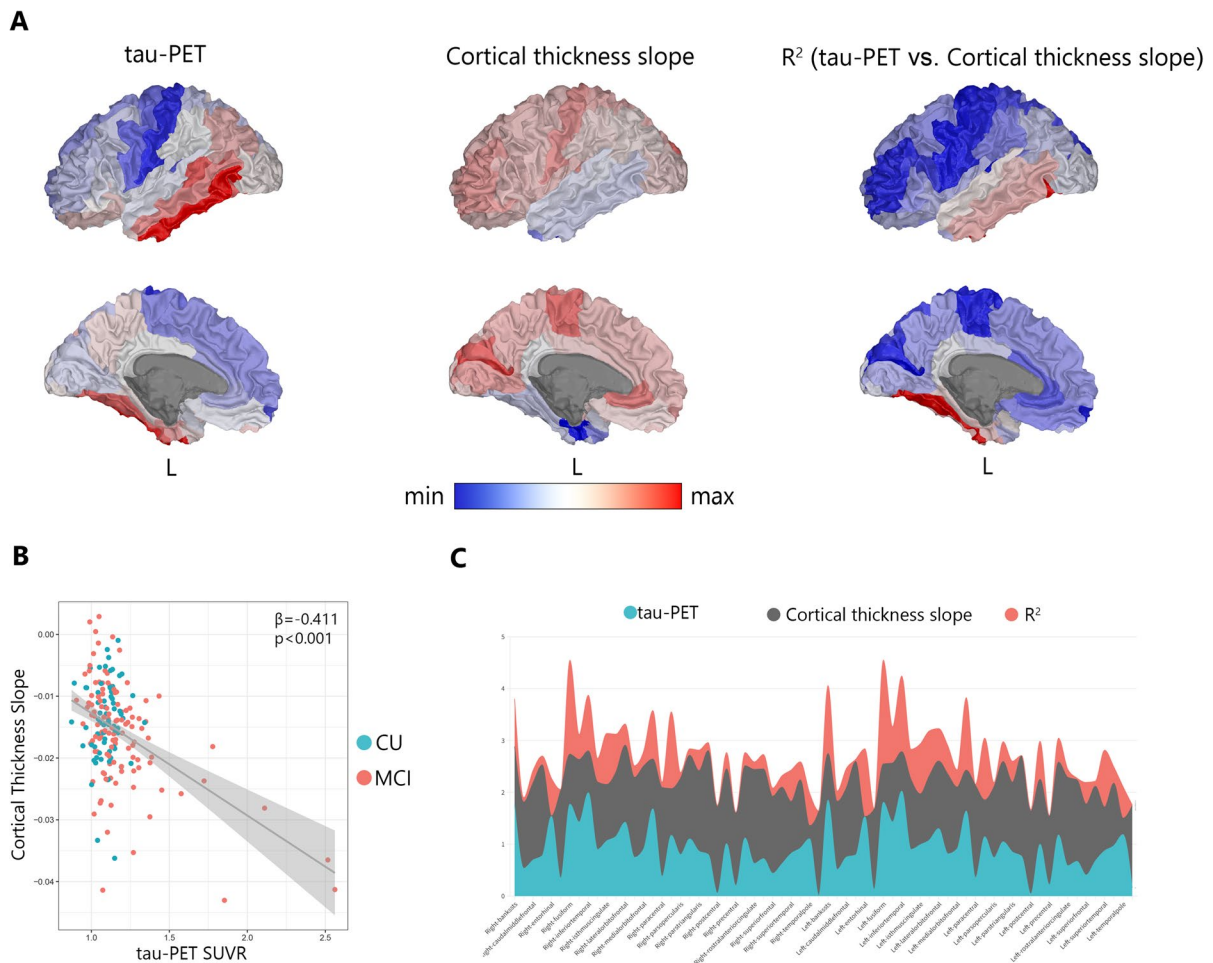 A
tau-PET
Cortical thickness slope
R² (tau-PET vs. Cortical thickness slope)
L
L
L
min
max
B
β=-0.411
p<0.001
0.00
−0.01
−0.02
−0.03
−0.04
Cortical Thickness Slope
1.0
1.5
2.0
2.5
tau-PET SUVR
CU
MCI
C
tau-PET
Cortical thickness slope
R²
5
4
3
2
1
0
Right-bankssts
Right-caudalmiddlefrontal
Right-entorhinal
Right-fusiform
Right-inferiortemporal
Right-isthmuscingulate
Right-lateralorbitofrontal
Right-medialorbitofrontal
Right-paracentral
Right-parsopercularis
Right-parstriangularis
Right-postcentral
Right-precentral
Right-rostralanteriorcingulate
Right-superiorfrontal
Right-superiortemporal
Right-temporalpole
Left-bankssts
Left-caudalmiddlefrontal
Left-entorhinal
Left-fusiform
Left-inferiortemporal
Left-isthmuscingulate
Left-lateralorbitofrontal
Left-medialorbitofrontal
Left-paracentral
Left-parsopercularis
Left-parstriangularis
Left-postcentral
Left-precentral
Left-rostralanteriorcingulate
Left-superiorfrontal
Left-superiortemporal
Left-temporalpole